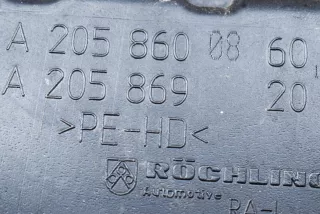 A 205 860 08 60
A 205 869 20
>PE-HD<
RÖCHLING
Automotive